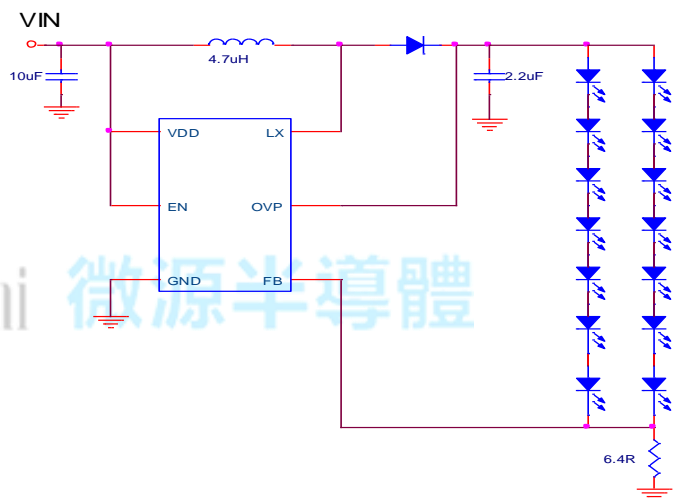 VIN
10uF
4.7uH
2.2uF
VDD LX
EN OVP
GND FB
微源半導體
6.4R